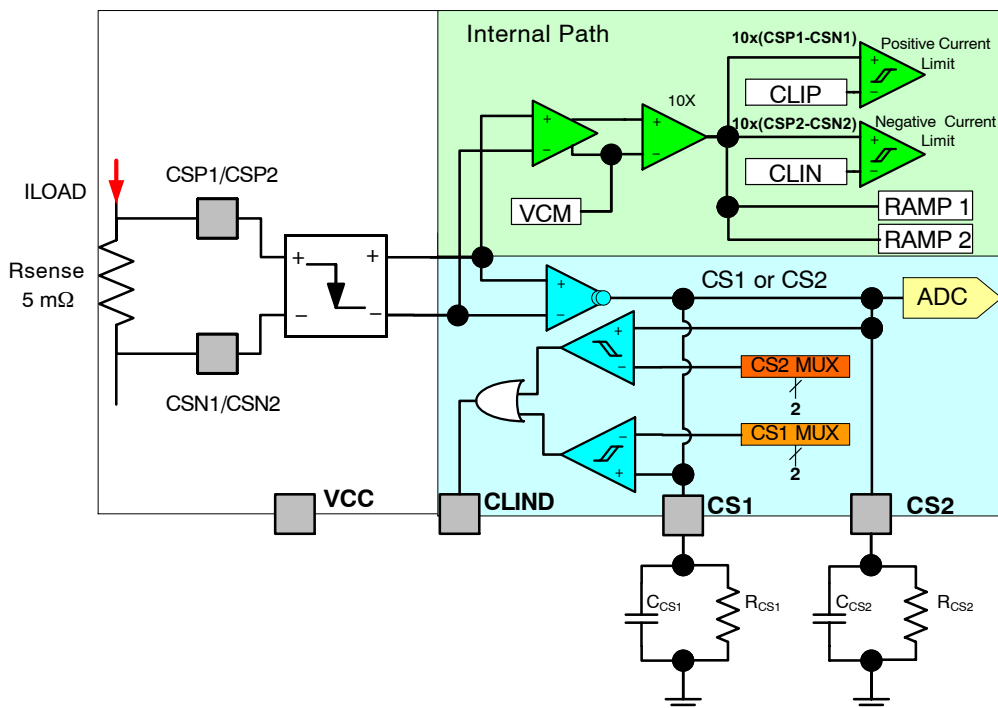 Internal Path
10x(CSP1-CSN1)
Positive Current
Limit
+
−
CLIP
10X
10x(CSP2-CSN2)
Negative Current
Limit
+
−
CLIN
+
−
+
−
VCM
RAMP 1
RAMP 2
ILOAD
CSP1/CSP2
Rsense
5 mΩ
+
−
+
−
CSN1/CSN2
+
−
CS1 or CS2
ADC
+
−
CS2 MUX
2
−
+
CS1 MUX
2
VCC
CLIND
CS1
CS2
CCS1
RCS1
CCS2
RCS2